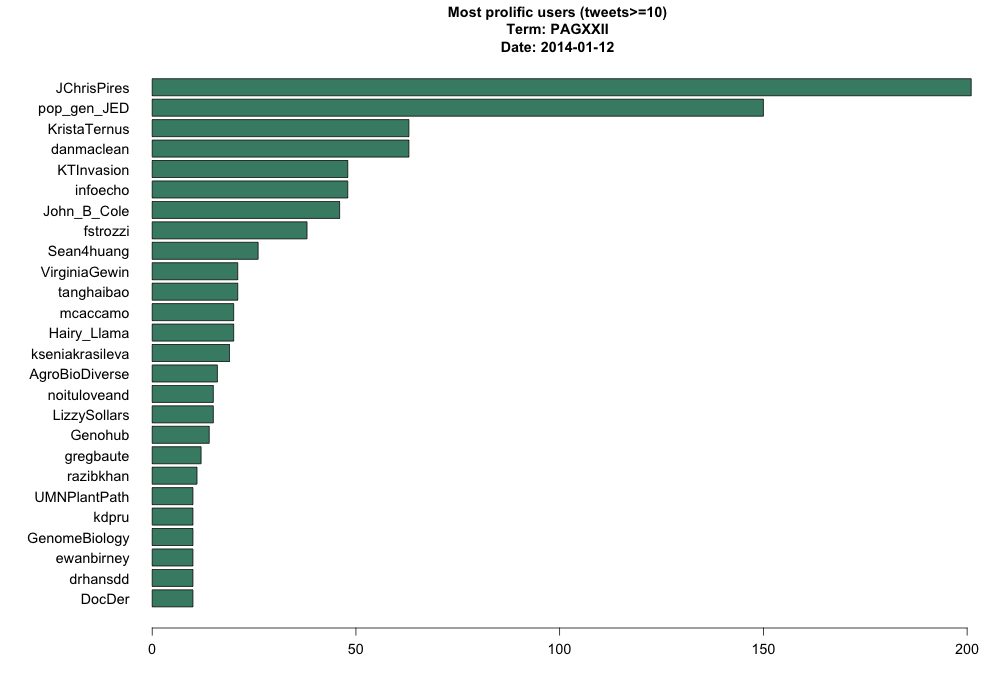 Most prolific users (tweets>=10)
Term: PAGXXII
Date: 2014-01-12
JChrisPires
pop_gen_JED
KristaTernus
danmaclean
KTInvasion
infoecho
John_B_Cole
fstrozzi
Sean4huang
VirginiaGewin
tanghaibao
mcaccamo
Hairy_Llama
kseniakrasileva
AgroBioDiverse
noituloveand
LizzySollars
Genohub
gregbaute
razibkhan
UMNPlantPath
kdpru
GenomeBiology
ewanbirney
drhansdd
DocDer
0 50 100 150 200